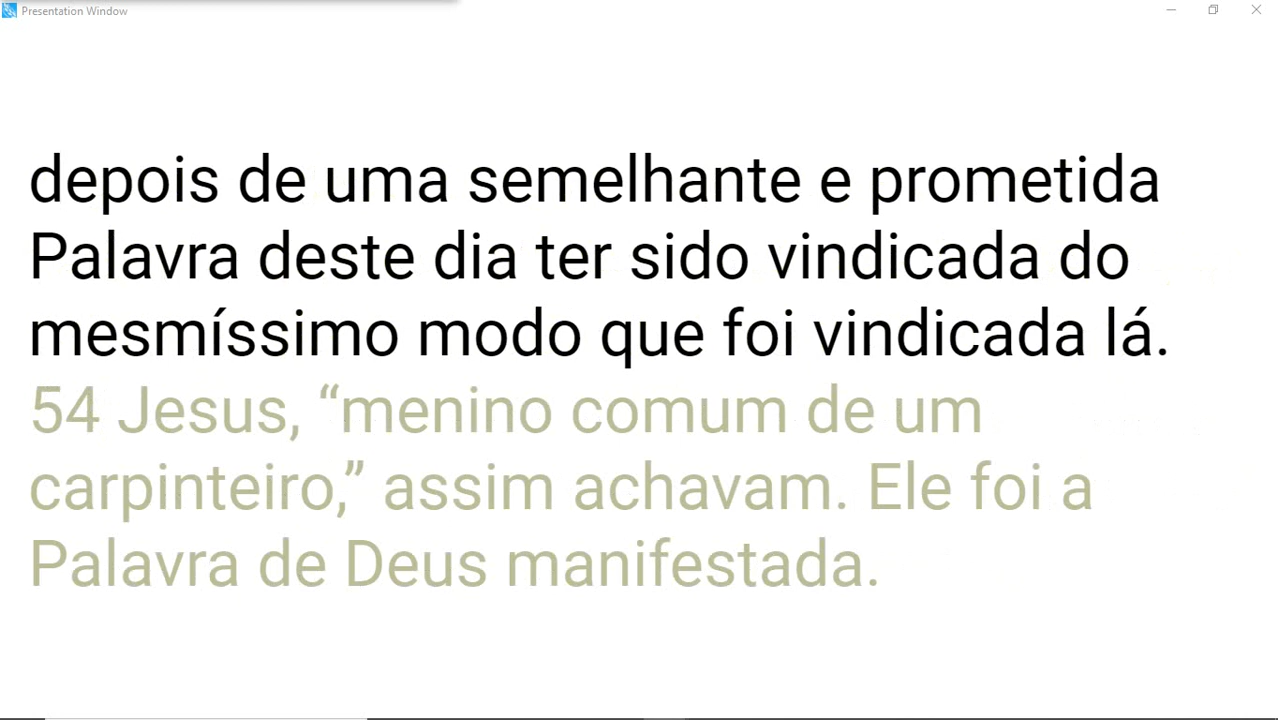 Presentation Window
depois de uma semelhante e prometida
Palavra deste dia ter sido vindicada do
mesmíssimo modo que foi vindicada lá.
54 Jesus, “menino comum de um
carpinteiro,” assim achavam. Ele foi a
Palavra de Deus manifestada.